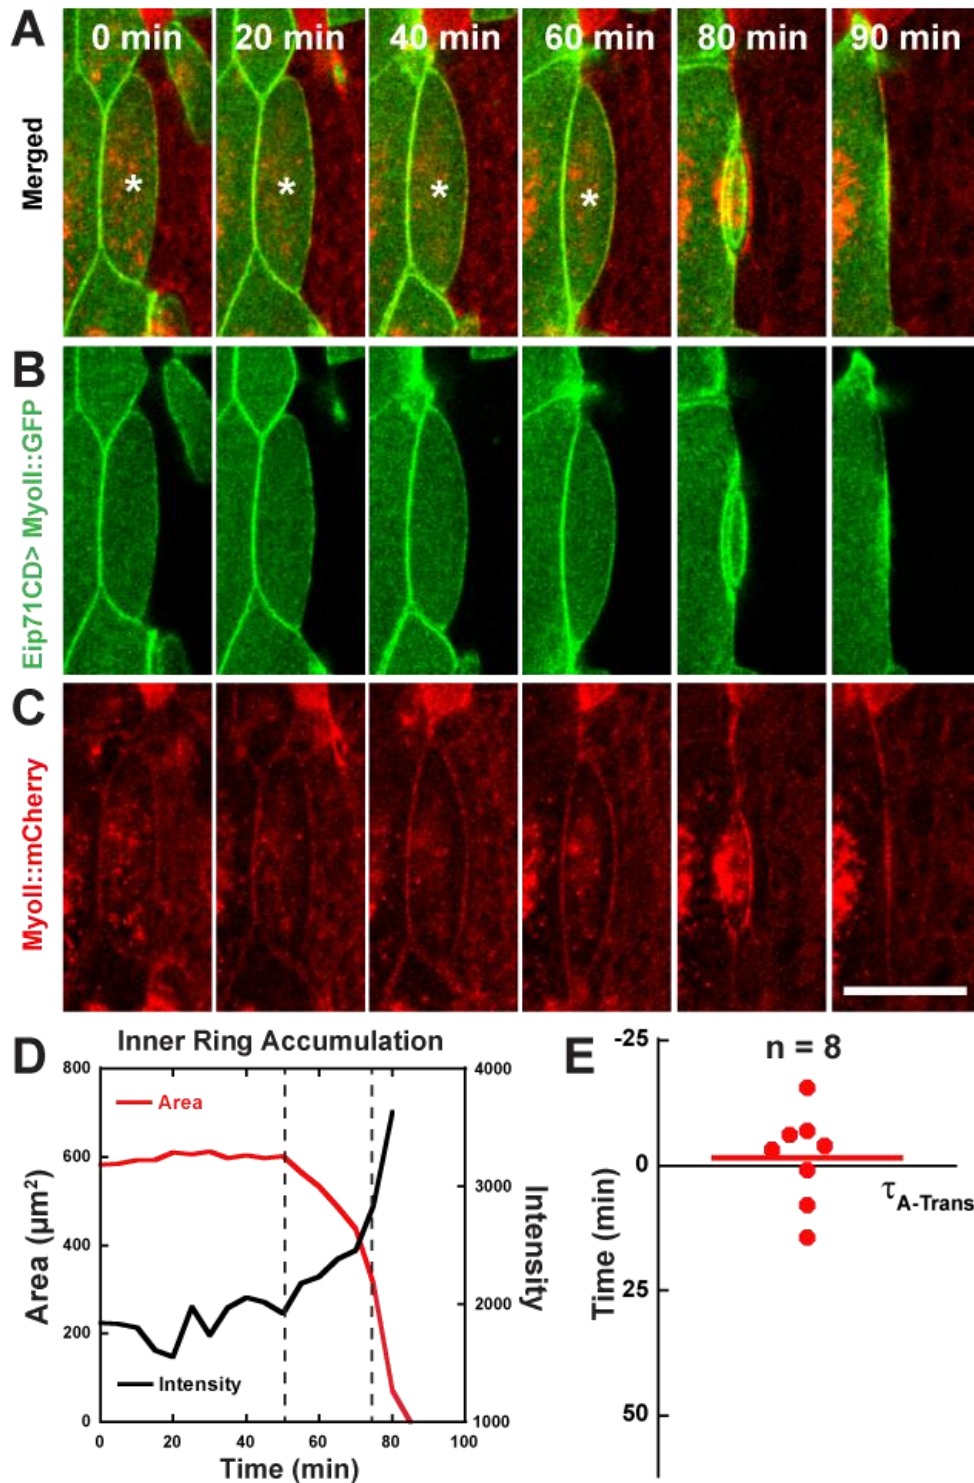 A
0 min 20 min 40 min 60 min 80 min 90 min
Merged
* * * *
B
Eip71CD> MyoII::GFP
C
MyoII::mCherry
D
Inner Ring Accumulation
800
600
400
200
0
Area (μm²)
Area
Intensity
4000
3000
2000
1000
Intensity
0 20 40 60 80 100
Time (min)
E
n = 8
-25
0
25
50
Time (min)
τA-Trans